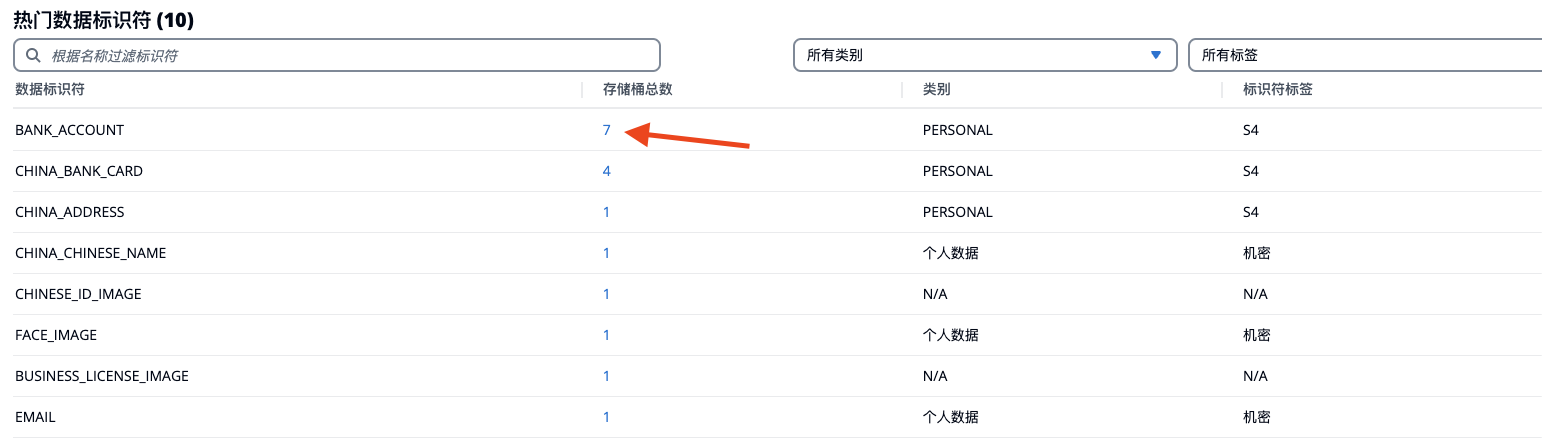 热门数据标识符 (10)
根据名称过滤标识符 所有类别 所有标签
数据标识符 存储桶总数 类别 标识符标签
BANK_ACCOUNT 7 PERSONAL S4
CHINA_BANK_CARD 4 PERSONAL S4
CHINA_ADDRESS 1 PERSONAL S4
CHINA_CHINESE_NAME 1 个人数据 机密
CHINESE_ID_IMAGE 1 N/A N/A
FACE_IMAGE 1 个人数据 机密
BUSINESS_LICENSE_IMAGE 1 N/A N/A
EMAIL 1 个人数据 机密